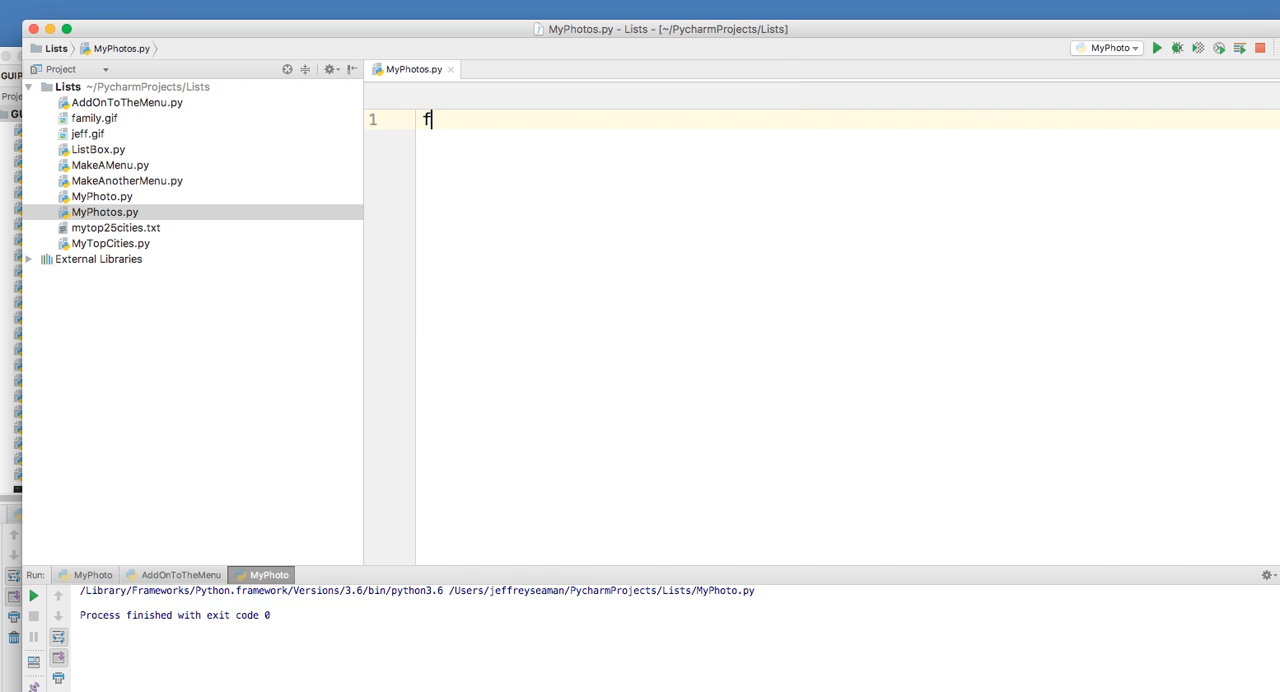 MyPhotos.py - Lists - [~/PycharmProjects/Lists]
Lists
MyPhotos.py
MyPhoto
GUIP
Project
MyPhotos.py
Proje
Lists ~/PycharmProjects/Lists
GU
AddOnToTheMenu.py
family.gif
1
f
jeff.gif
ListBox.py
MakeAMenu.py
MakeAnotherMenu.py
MyPhoto.py
MyPhotos.py
mytop25cities.txt
MyTopCities.py
External Libraries
Run:
MyPhoto
AddOnToTheMenu
MyPhoto
/Library/Frameworks/Python.framework/Versions/3.6/bin/python3.6 /Users/jeffreyseaman/PycharmProjects/Lists/MyPhoto.py
Process finished with exit code 0